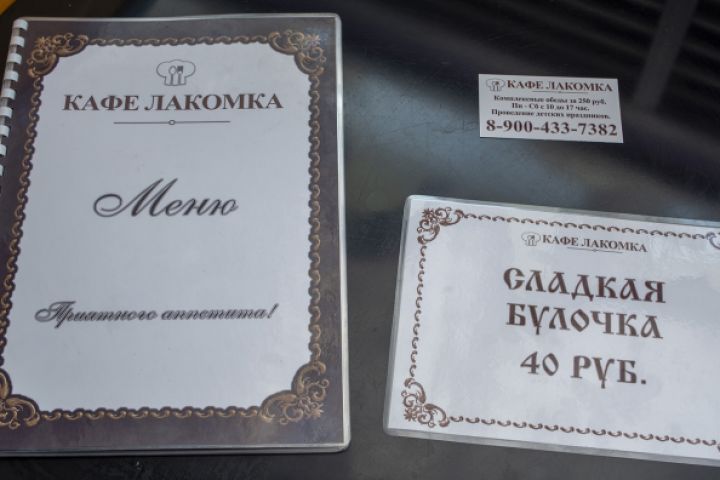 КАФЕ ЛАКОМКА
Меню
Приатного аппетита!
КАФЕ ЛАКОМКА
Комплексные обеды за 250 руб.
Пн - Сб с 10 до 17 час.
Проведение детских праздников.
8-900-433-7382
КАФЕ ЛАКОМКА
СЛАДКАЯ
БУЛОЧКА
40 РУБ.